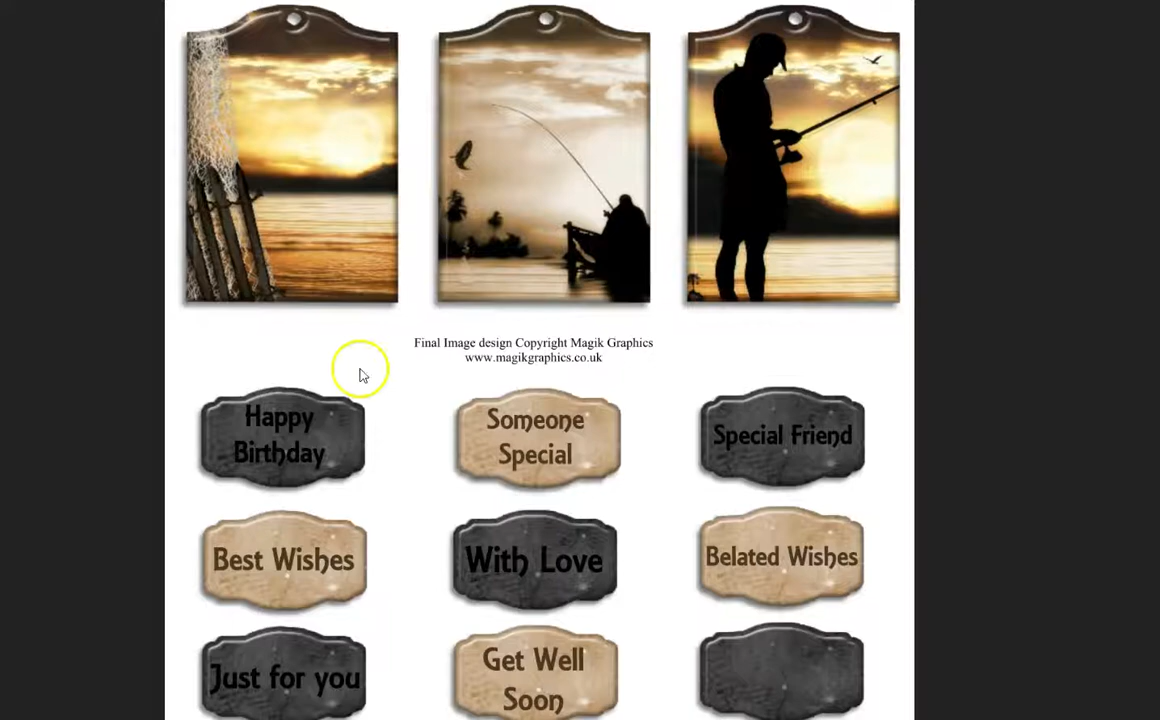 Final Image design Copyright Magik Graphics
www.magikgraphics.co.uk
Happy
Birthday
Someone
Special
Special Friend
Best Wishes
With Love
Belated Wishes
Just for you
Get Well
Soon